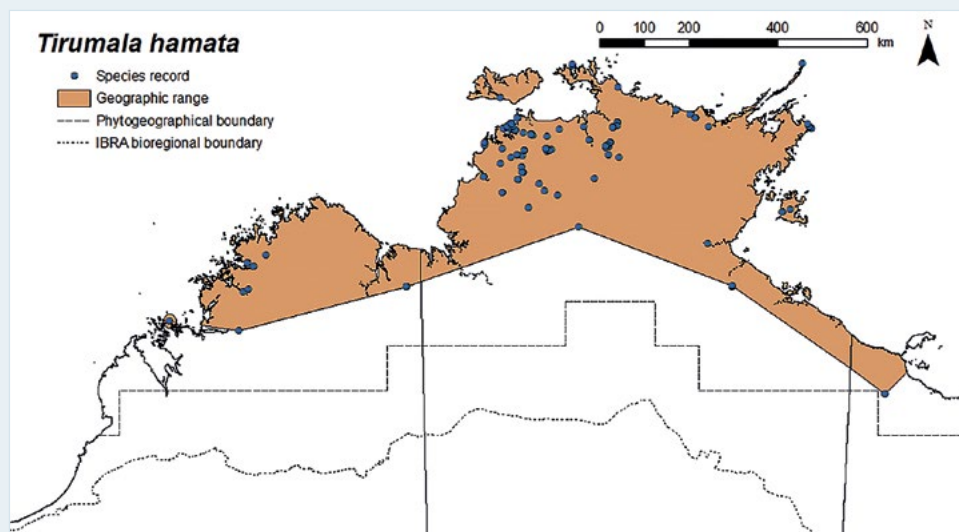 Tirumala hamata
Species record
Geographic range
Phytogeographical boundary
IBRA bioregional boundary
0 100 200 400 600
km
N